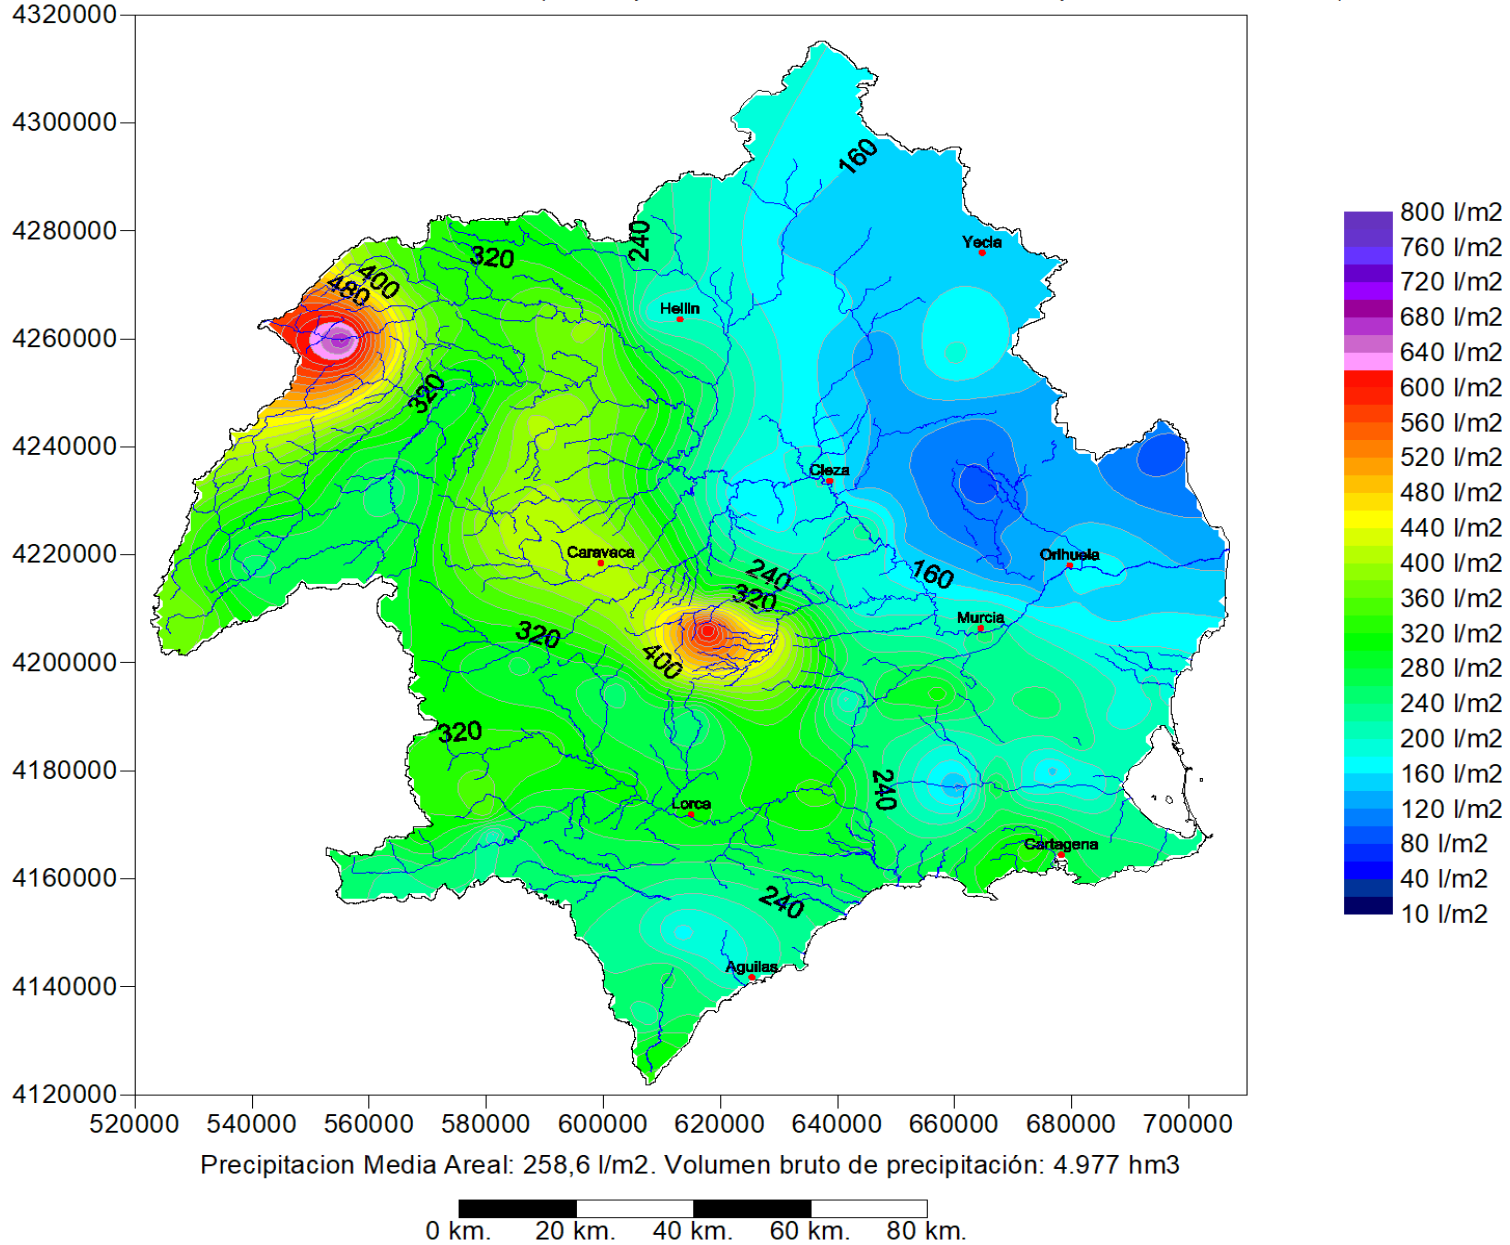 4320000
4300000
4280000
4260000
4240000
4220000
4200000
4180000
4160000
4140000
4120000
520000 540000 560000 580000 600000 620000 640000 660000 680000 700000
160
240
320
400
480
Yecla
Hellin
320
Cieza
Caravaca
240
320
160
Orihuela
Murcia
320
400
320
240
Lorca
Cartagena
240
Aguilas
800 l/m2
760 l/m2
720 l/m2
680 l/m2
640 l/m2
600 l/m2
560 l/m2
520 l/m2
480 l/m2
440 l/m2
400 l/m2
360 l/m2
320 l/m2
280 l/m2
240 l/m2
200 l/m2
160 l/m2
120 l/m2
80 l/m2
40 l/m2
10 l/m2
Precipitacion Media Areal: 258,6 l/m2. Volumen bruto de precipitación: 4.977 hm3
0 km. 20 km. 40 km. 60 km. 80 km.